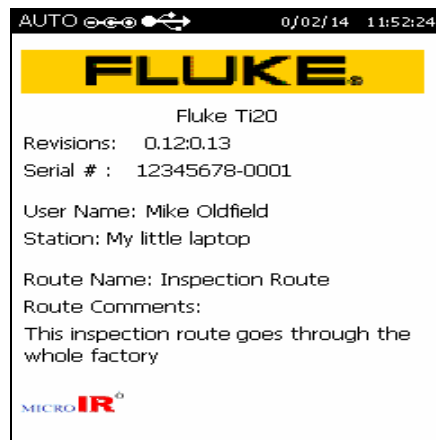 AUTO 0/02/14 11:52:24
FLUKE®
Fluke Ti20
Revisions: 0.12:0.13
Serial # : 12345678-0001
User Name: Mike Oldfield
Station: My little laptop
Route Name: Inspection Route
Route Comments:
This inspection route goes through the
whole factory
MICRO IR